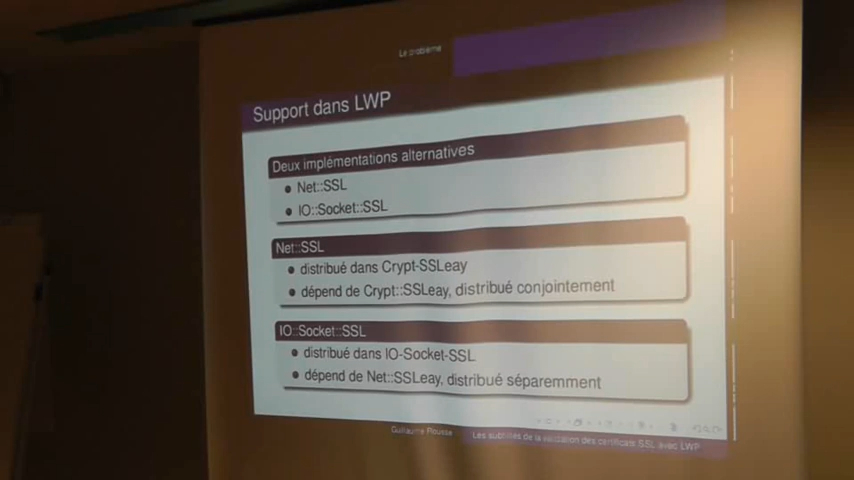 Le problème
Support dans LWP
Deux implémentations alternatives
Net::SSL
IO::Socket::SSL
Net::SSL
distribué dans Crypt-SSLeay
dépend de Crypt::SSLeay, distribué conjointement
IO::Socket::SSL
distribué dans IO-Socket-SSL
dépend de Net::SSLeay, distribué séparemment
Guillaume Rousse
Les subtilités de la validation des certificats SSL avec LWP